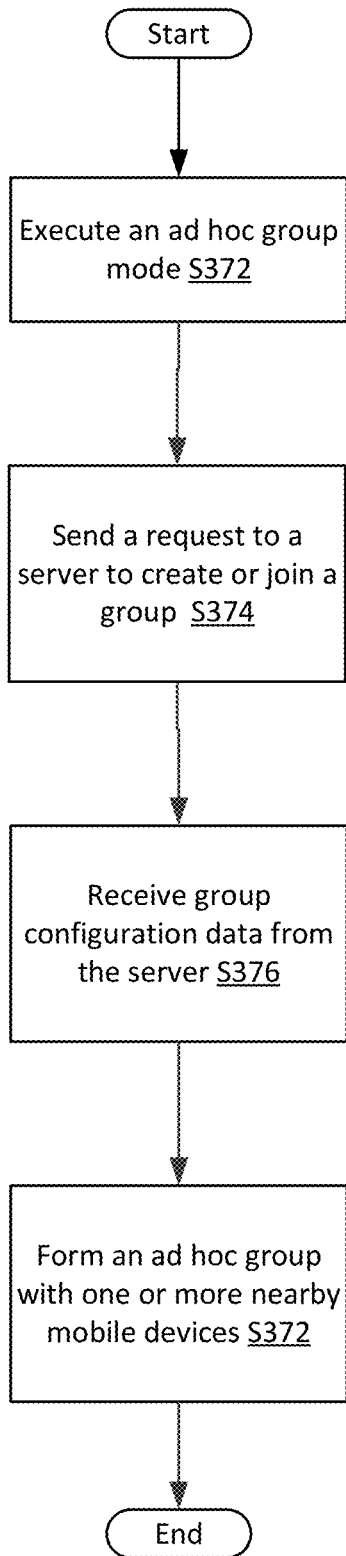 Start
Execute an ad hoc group
mode S372
Send a request to a
server to create or join a
group S374
Receive group
configuration data from
the server S376
Form an ad hoc group
with one or more nearby
mobile devices S372
End